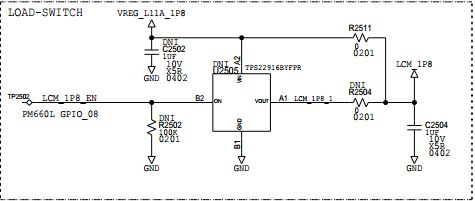 LOAD-SWITCH
VREG_L11A_1P8
DNI
C2502
1UF
10V
X5R
0402
GND
R2511
0
0201
DNI
U2505
TPS22916BYFPR
A2
VIN
LCM_1P8
TP2502
LCM_1P8_EN
B2
ON
VOUT
A1
LCM_1P8_1
DNI
R2504
0
0201
PM660L GPIO_08
DNI
R2502
100K
0201
GND
GND
B1
GND
C2504
1UF
10V
X5R
0402
GND